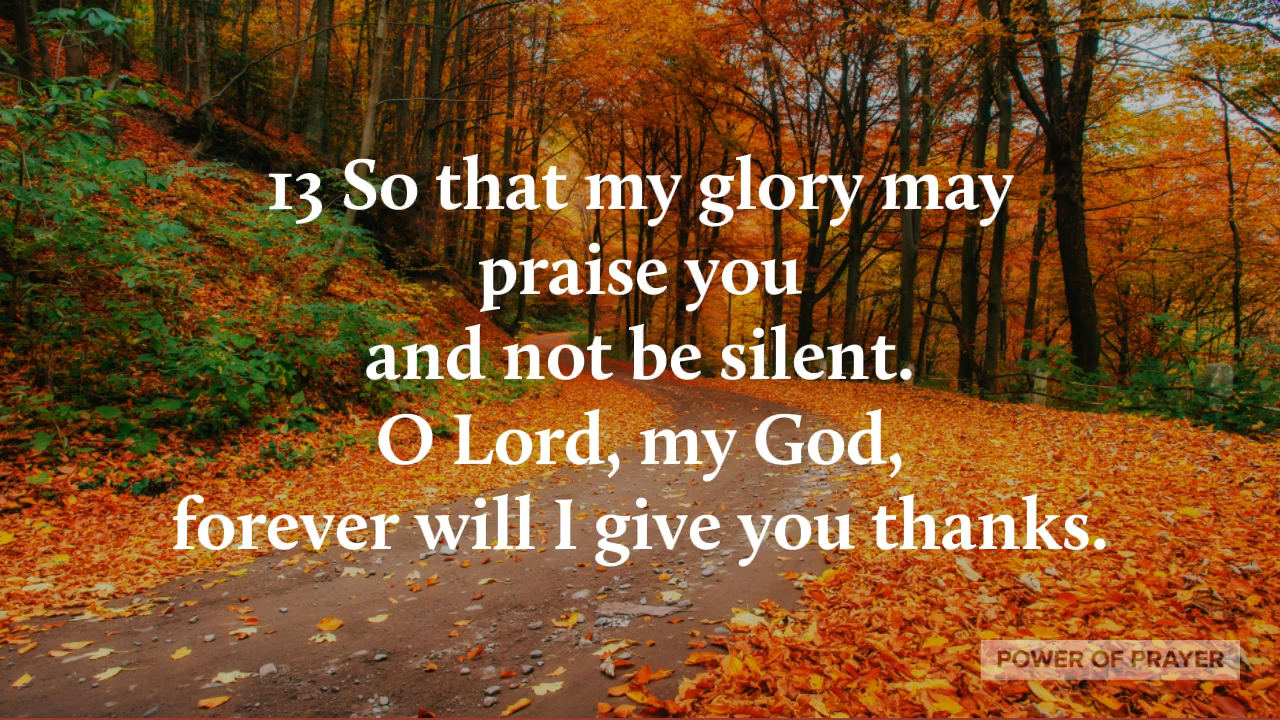 13 So that my glory may
praise you
and not be silent.
O Lord, my God,
forever will I give you thanks.
POWER OF PRAYER